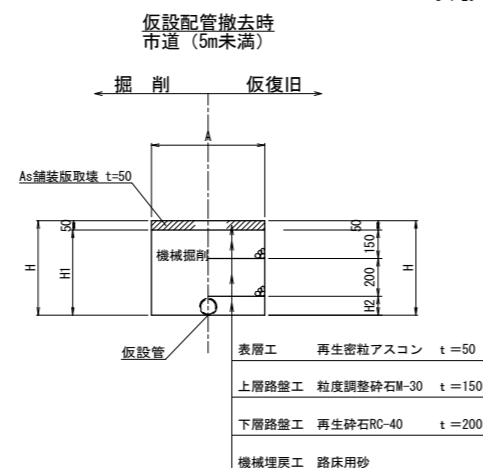 仮設配管撤去時
市道（5m未満）
掘 削 仮復旧
A
As舗装版取壊 t=50
50
H
H1
機械掘削
50
150
200
H2
H
仮設管
表層工 再生密粒アスコン t＝50
上層路盤工 粒度調整砕石M-30 t＝150
下層路盤工 再生砕石RC-40 t＝200
機械埋戻工 路床用砂